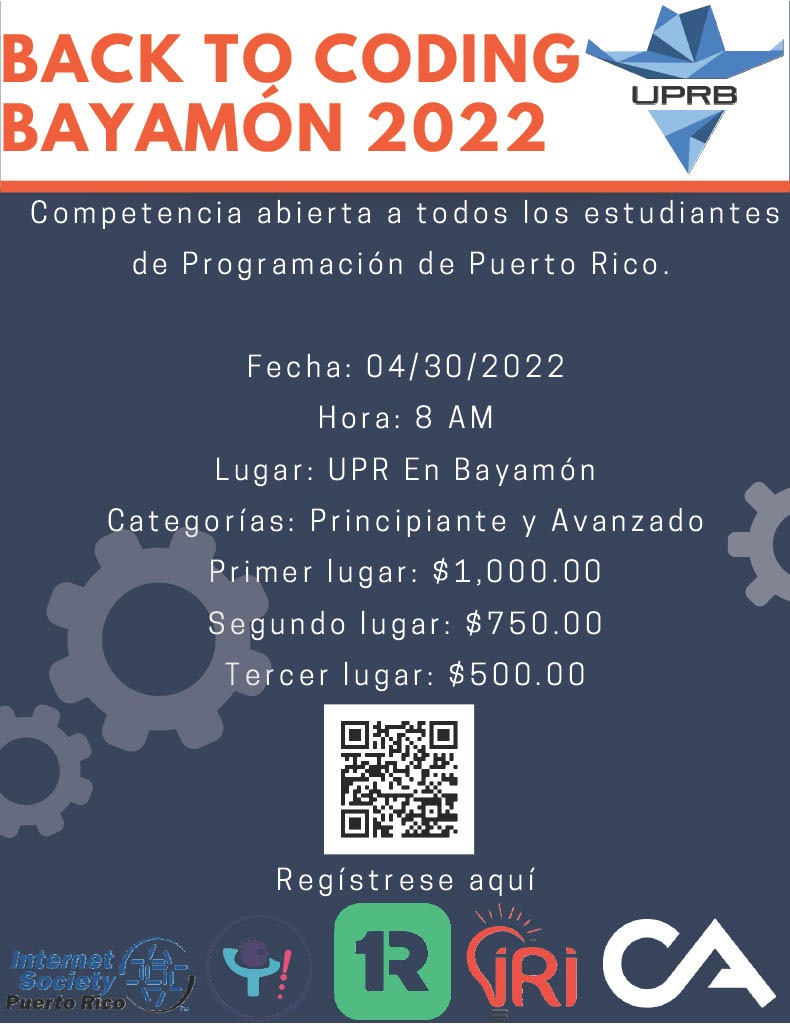 BACK TO CODING
BAYAMÓN 2022
UPRB
Competencia abierta a todos los estudiantes
de Programación de Puerto Rico.
Fecha: 04/30/2022
Hora: 8 AM
Lugar: UPR En Bayamón
Categorías: Principiante y Avanzado
Primer lugar: $1,000.00
Segundo lugar: $750.00
Tercer lugar: $500.00
Regístrese aquí
Internet
Society
Puerto Rico
1R
iRi
CA